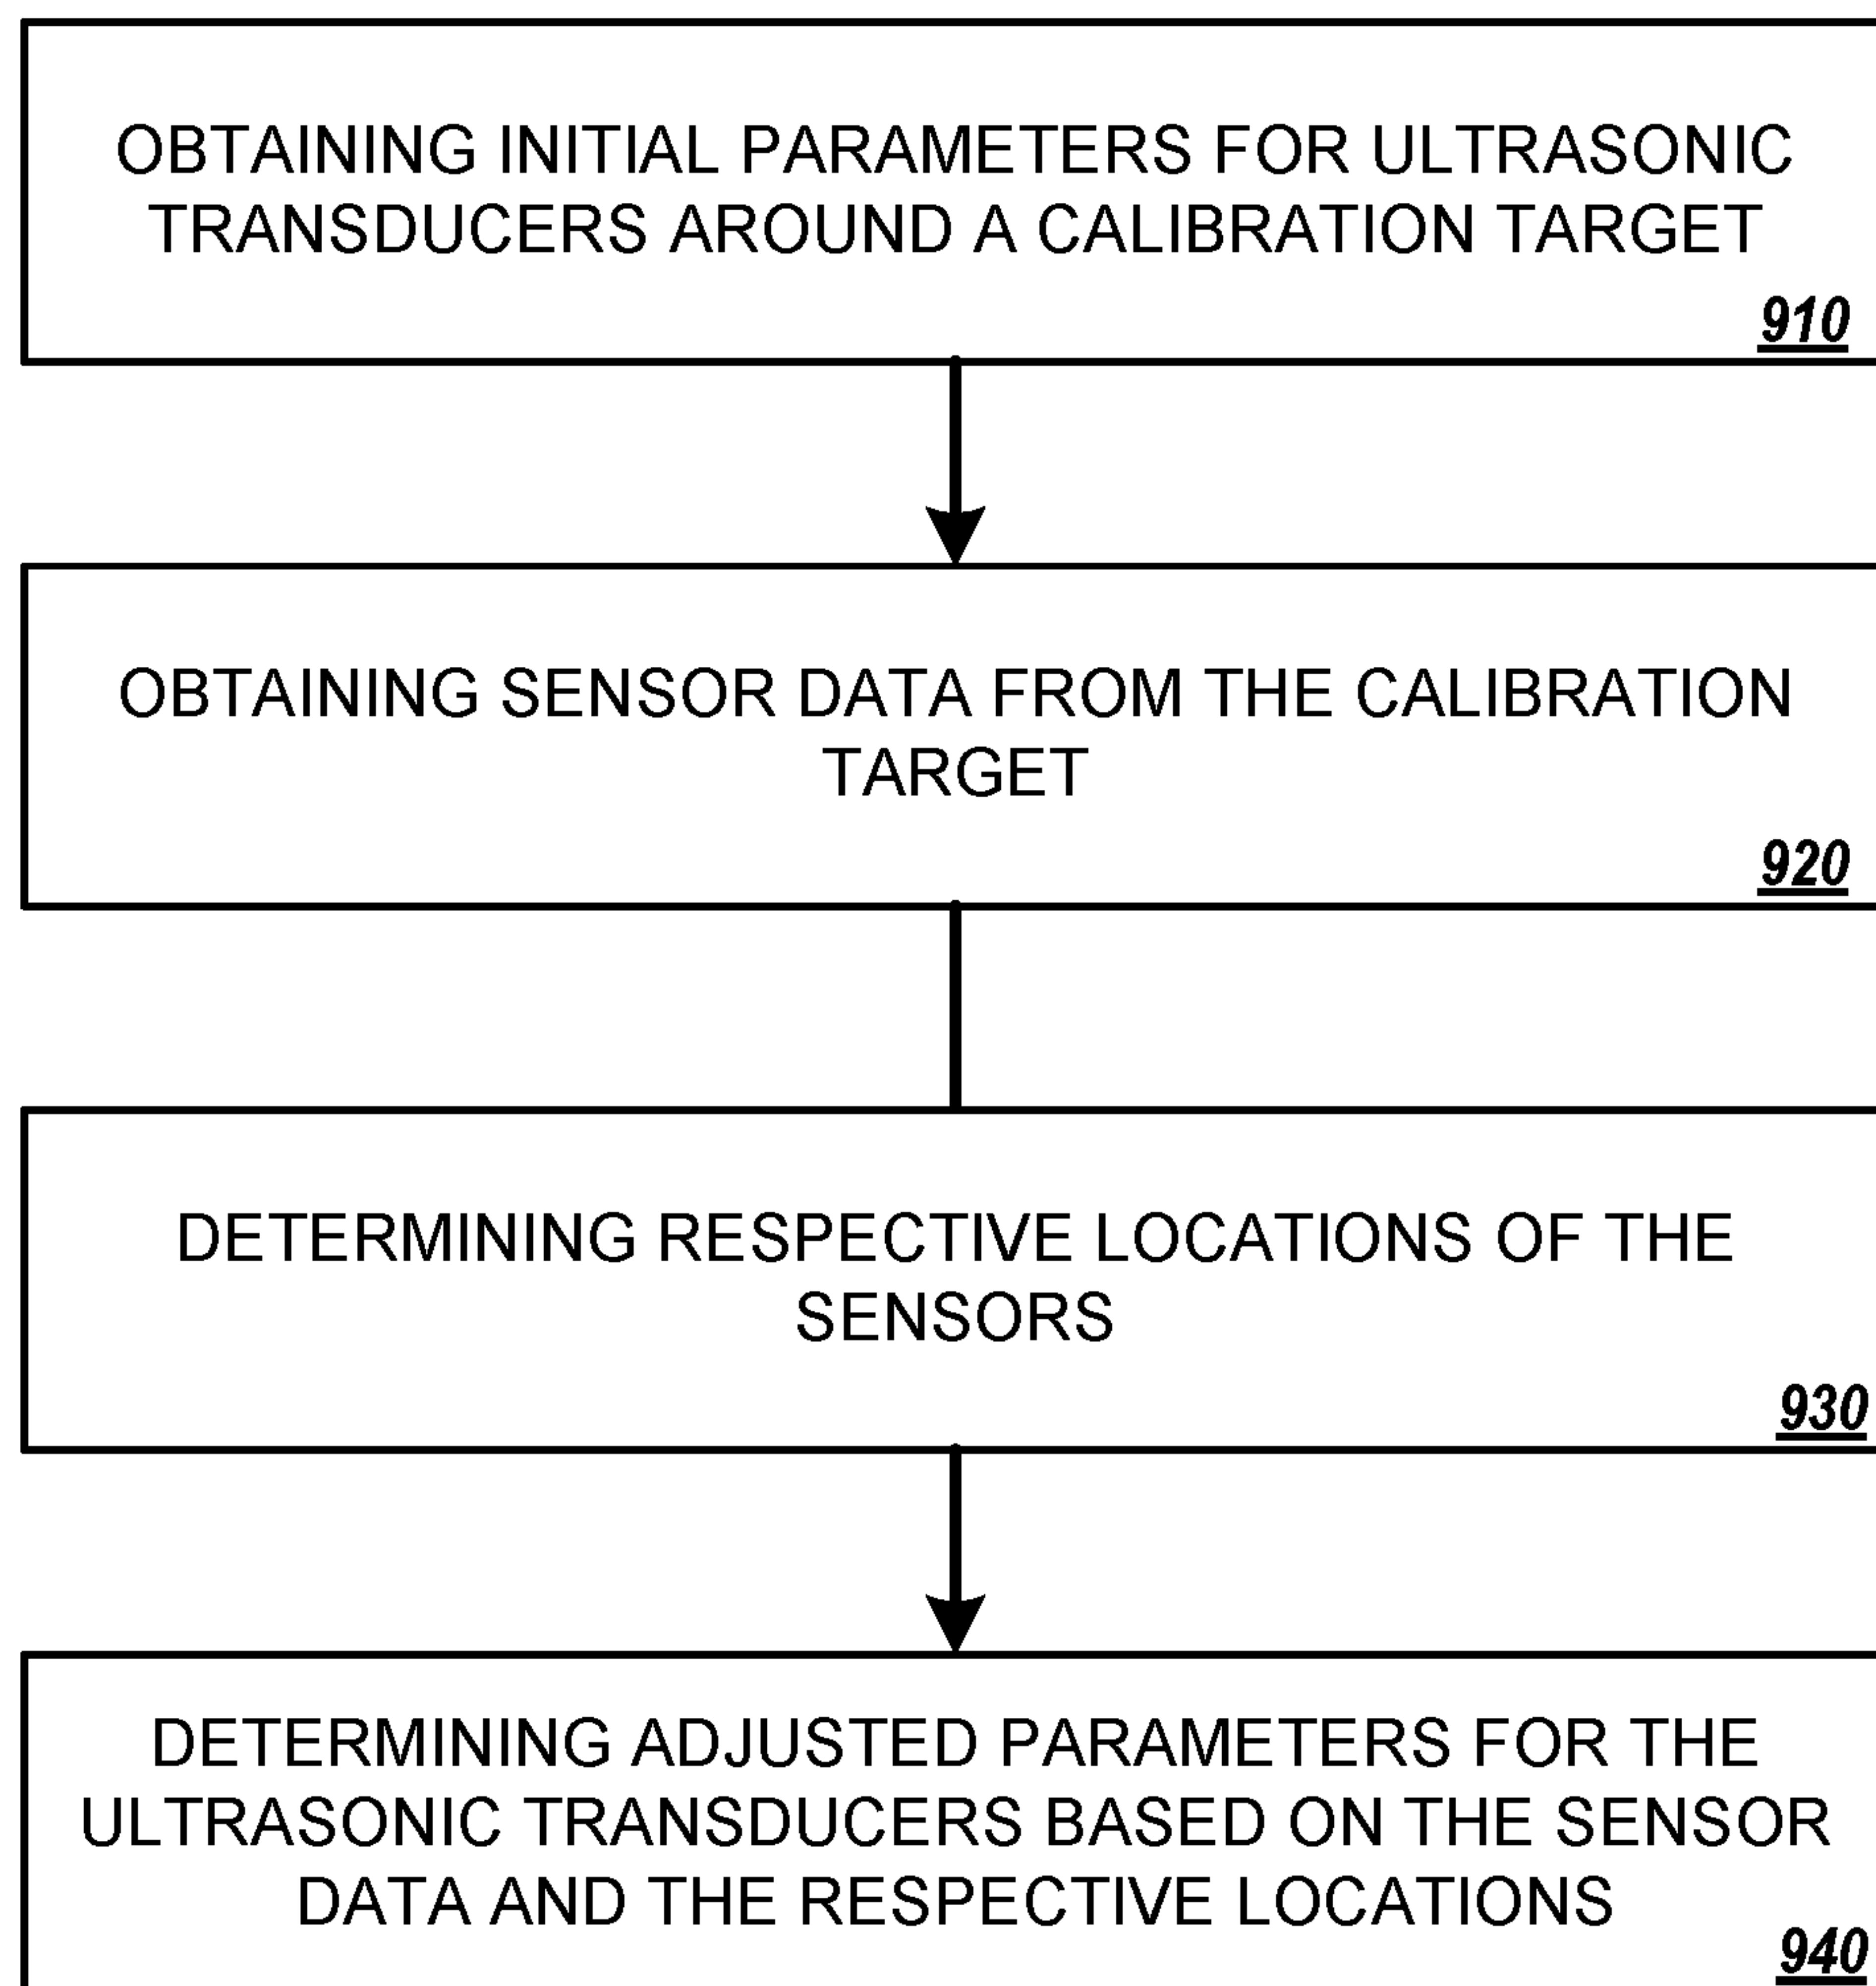 OBTAINING INITIAL PARAMETERS FOR ULTRASONIC
TRANSDUCERS AROUND A CALIBRATION TARGET
910
OBTAINING SENSOR DATA FROM THE CALIBRATION
TARGET
920
DETERMINING RESPECTIVE LOCATIONS OF THE
SENSORS
930
DETERMINING ADJUSTED PARAMETERS FOR THE
ULTRASONIC TRANSDUCERS BASED ON THE SENSOR
DATA AND THE RESPECTIVE LOCATIONS
940